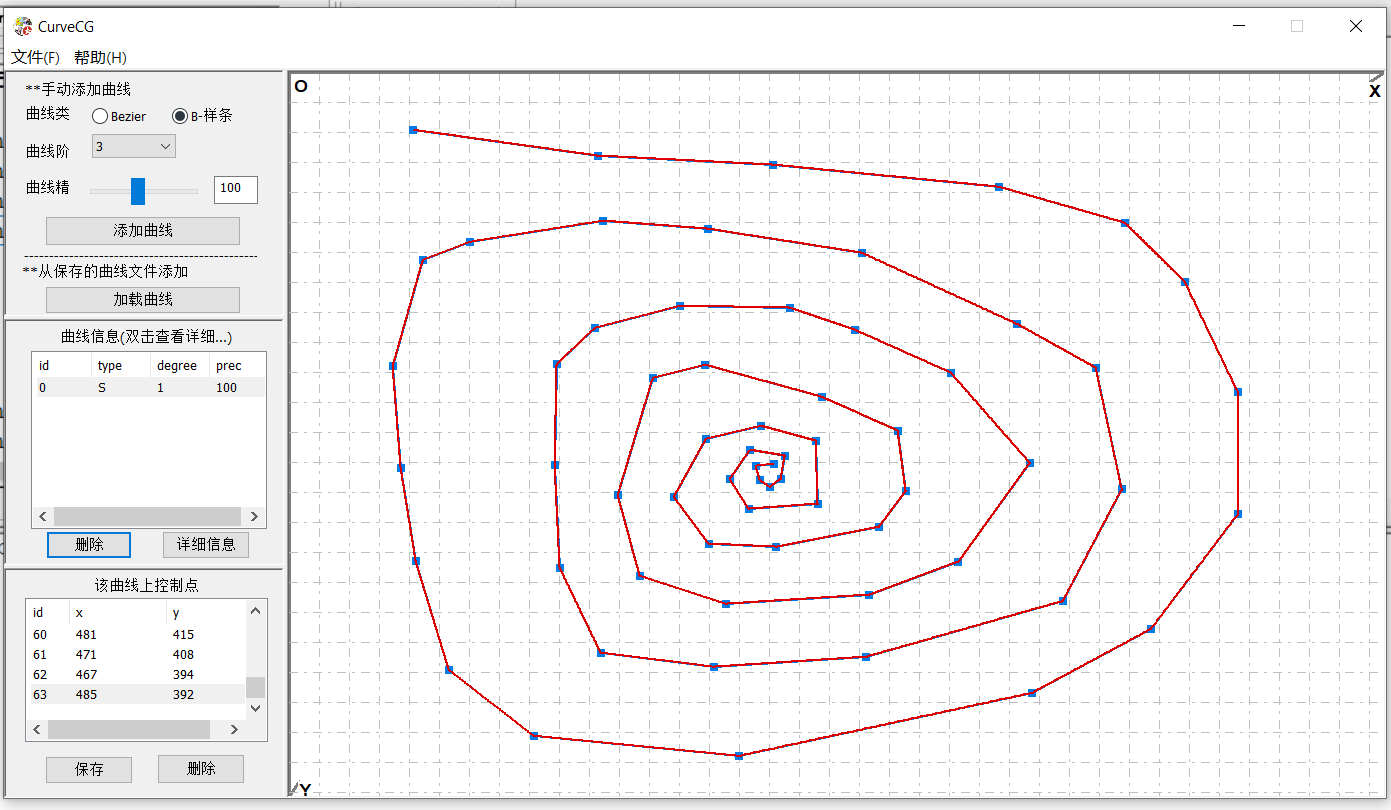 CurveCG
文件(F) 帮助(H)
**手动添加曲线
曲线类 Bezier B-样条
曲线阶 3
曲线精 100
添加曲线
**从保存的曲线文件添加
加载曲线
曲线信息(双击查看详细...)
id type degree prec
0 S 1 100
删除 详细信息
该曲线上控制点
id x y
60 481 415
61 471 408
62 467 394
63 485 392
保存 删除
O
X
Y